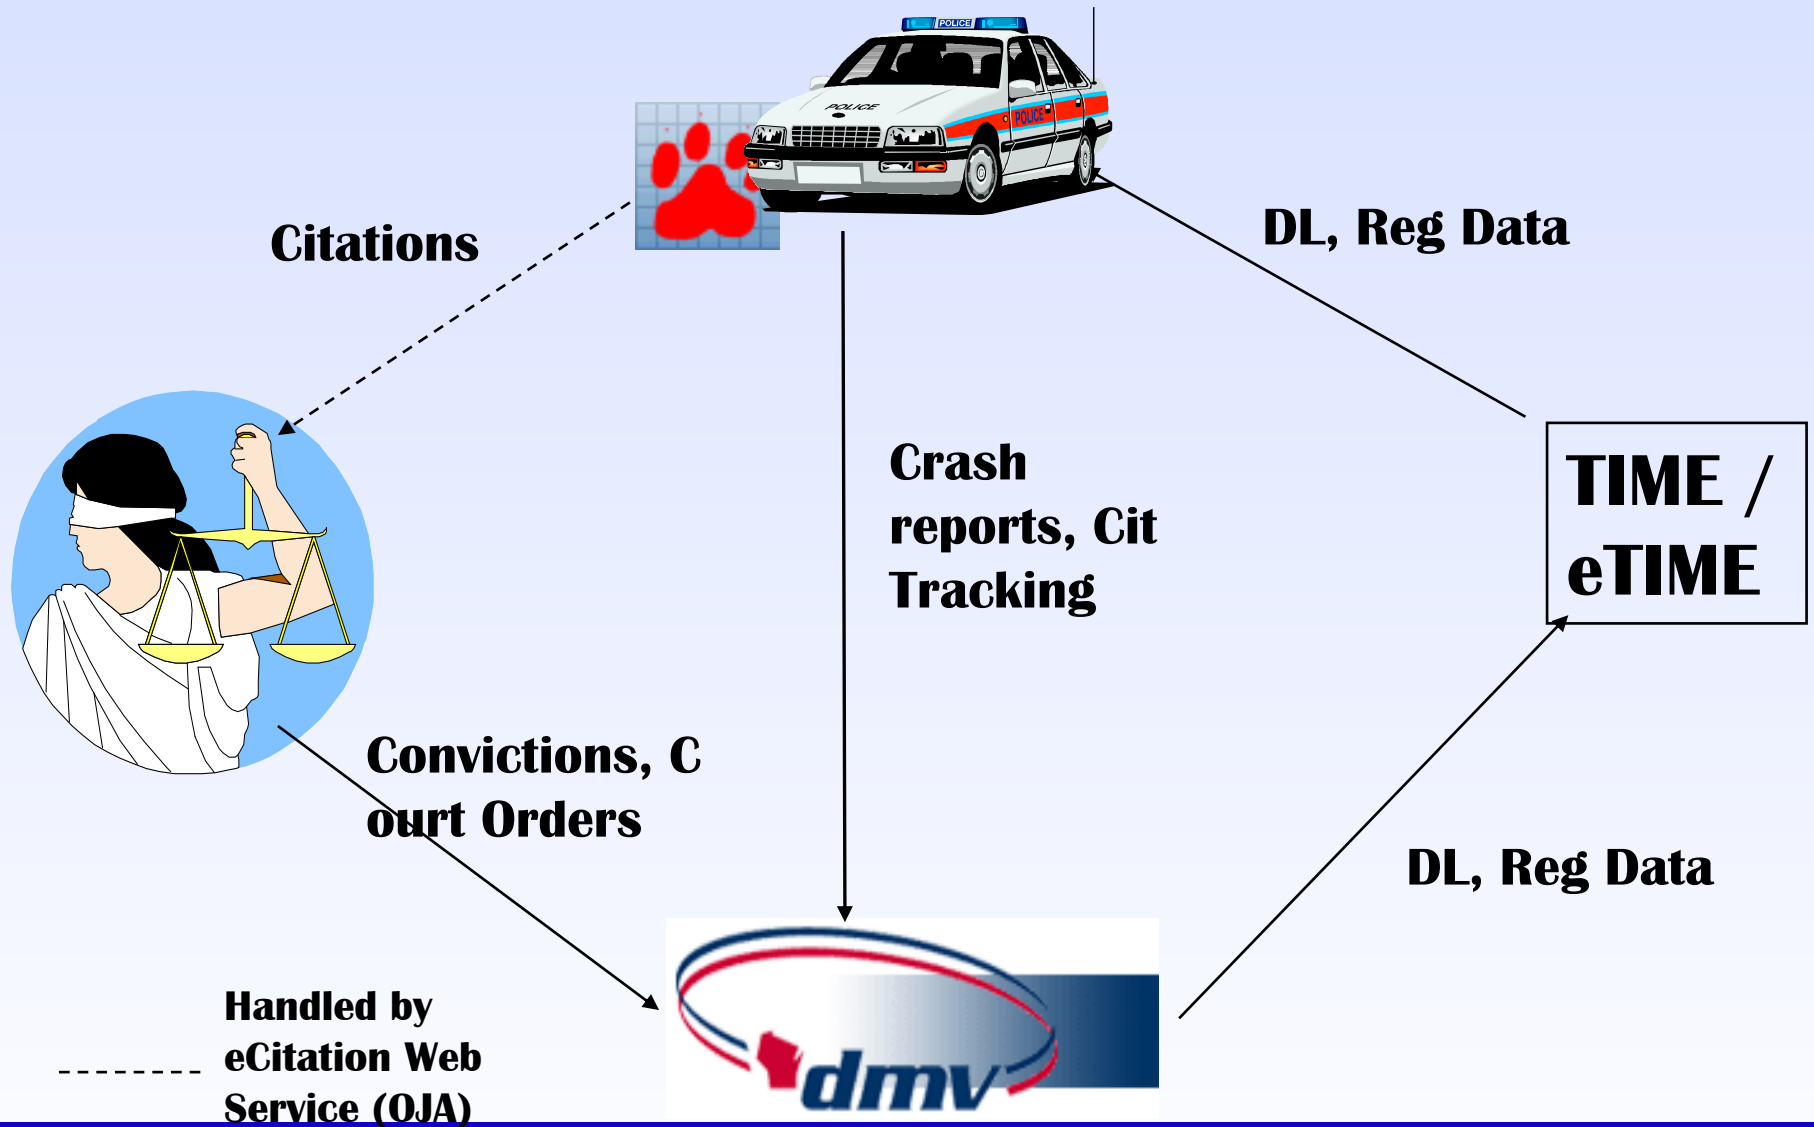 POLICE
POLICE
POLICE
Citations
DL, Reg Data
Crash
reports, Cit
Tracking
TIME /
eTIME
Convictions, C
ourt Orders
DL, Reg Data
Handled by
eCitation Web
Service (OJA)
dmv